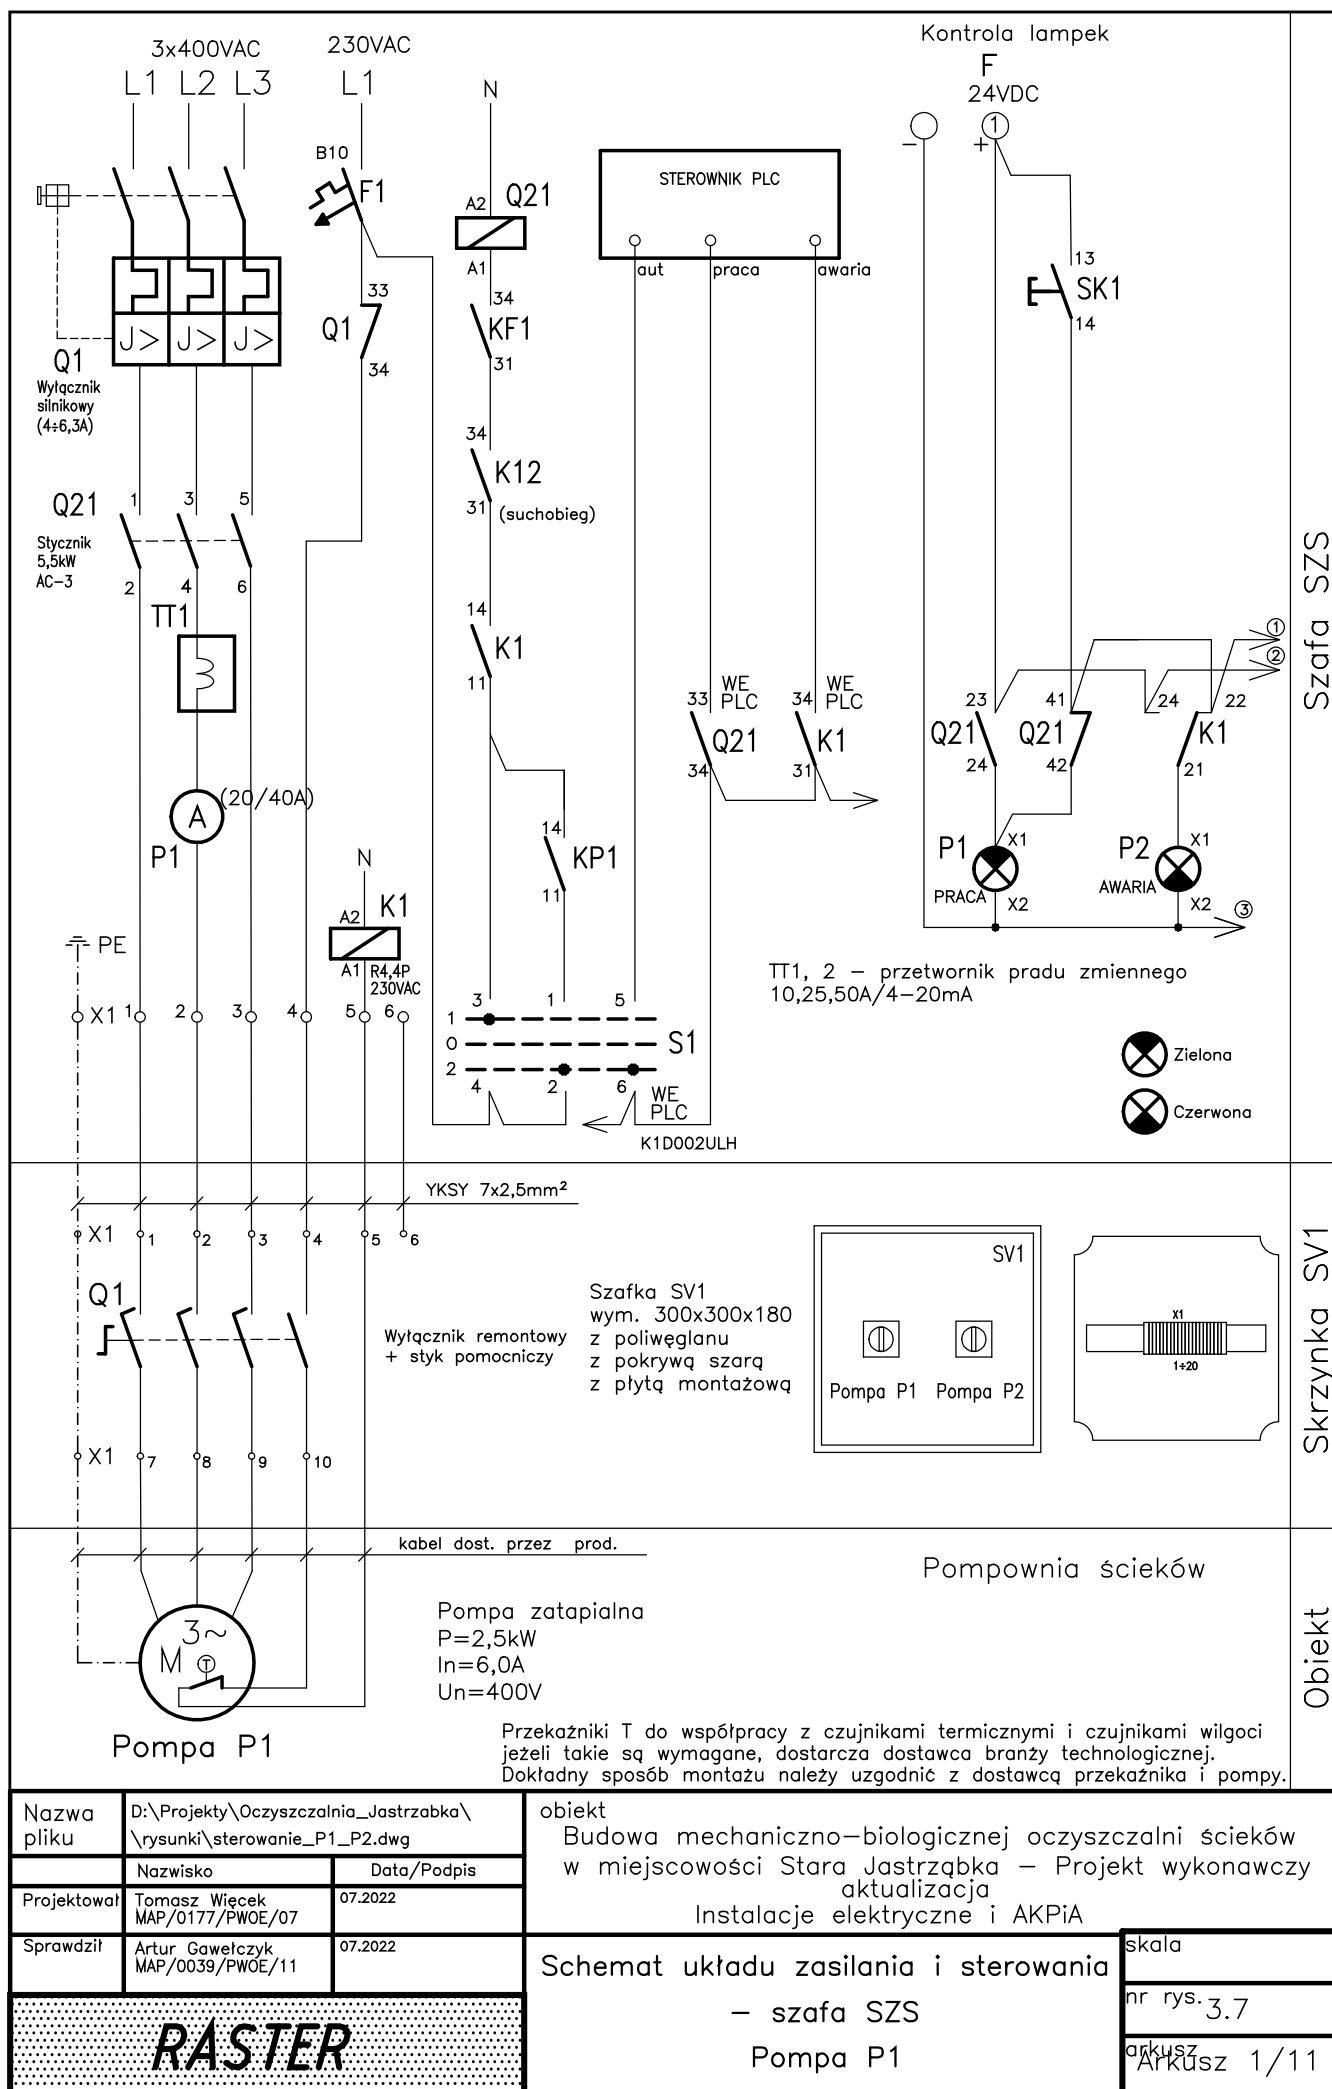 3x400VAC
L1 L2 L3
230VAC
L1
N
Kontrola lampek
F
24VDC
1
- +
B10
F1
A2 Q21
A1
STEROWNIK PLC
aut praca awaria
13
SK1
14
J> J> J>
Q1
Wyłącznik
silnikowy
(4÷6,3A)
33
Q1
34
34
KF1
31
34
K12
31 (suchobieg)
Q21
Stycznik
5,5kW
AC-3
1 3 5
2 4 6
TT1
14
K1
11
A (20/40A)
P1
14
KP1
11
33 WE
PLC
Q21
34
34 WE
PLC
K1
31
23 41 24 22
Q21 Q21 K1
24 42 21
1
2
P1 X1
PRACA X2
P2 X1
AWARIA X2
3
N
A2 K1
A1 R4,4P
230VAC
PE
X1 1 2 3 4 5 6
3 1 5
1
0
2
S1
4 2 6
WE
PLC
K1D002ULH
TT1, 2 – przetwornik pradu zmiennego
10,25,50A/4-20mA
Zielona
Czerwona
Szafa SZS
YKSY 7x2,5mm²
X1 1 2 3 4 5 6
Q1
Wyłącznik remontowy
+ styk pomocniczy
Szafka SV1
wym. 300x300x180
z poliwęglanu
z pokrywą szarą
z płytą montażową
SV1
Pompa P1 Pompa P2
X1
1÷20
Skrzynka SV1
X1 7 8 9 10
kabel dost. przez prod.
Pompownia ścieków
3~
M T
Pompa P1
Pompa zatapialna
P=2,5kW
In=6,0A
Un=400V
Obiekt
Przekaźniki T do współpracy z czujnikami termicznymi i czujnikami wilgoci
jeżeli takie są wymagane, dostarcza dostawca branży technologicznej.
Dokładny sposób montażu należy uzgodnić z dostawcą przekaźnika i pompy.
Nazwa
pliku
D:\Projekty\Oczyszczalnia_Jastrzabka\
\rysunki\sterowanie_P1_P2.dwg
Nazwisko Data/Podpis
Projektował Tomasz Więcek
MAP/0177/PWOE/07
07.2022
Sprawdził Artur Gawełczyk
MAP/0039/PWOE/11
07.2022
RASTER
obiekt
Budowa mechaniczno-biologicznej oczyszczalni ścieków
w miejscowości Stara Jastrząbka – Projekt wykonawczy
aktualizacja
Instalacje elektryczne i AKPiA
Schemat układu zasilania i sterowania
– szafa SZS
Pompa P1
skala
nr rys. 3.7
arkusz
Arkusz 1/11